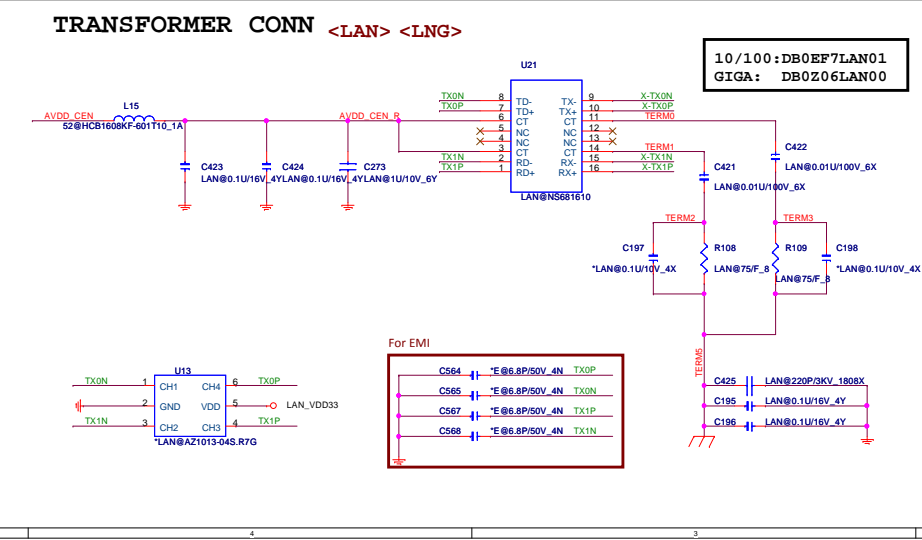 TRANSFORMER CONN <LAN> <LNG>
10/100:DB0EF7LAN01
GIGA: DB0Z06LAN00
U21
TX0N 8 TD- TX- 9 X-TX0N
TX0P 7 TD+ TX+ 10 X-TX0P
6 CT CT 11 TERM0
5 NC NC 12
4 NC NC 13
3 CT CT 14 TERM1
TX1N 2 RD- RX- 15 X-TX1N
TX1P 1 RD+ RX+ 16 X-TX1P
LAN@NS681610
L15
AVDD_CEN
AVDD_CEN_R
52@HCB1608KF-601T10_1A
C423
LAN@0.1U/16V_4Y
C424
LAN@0.1U/16V_4Y
C273
LAN@1U/10V_6Y
C422
LAN@0.01U/100V_6X
C421
LAN@0.01U/100V_6X
TERM2
TERM3
C197
*LAN@0.1U/10V_4X
R108
LAN@75/F_8
R109
LAN@75/F_8
C198
*LAN@0.1U/10V_4X
TERM5
C425 LAN@220P/3KV_1808X
C195 LAN@0.1U/16V_4Y
C196 LAN@0.1U/16V_4Y
For EMI
C564 *E@6.8P/50V_4N TX0P
C565 *E@6.8P/50V_4N TX0N
C567 *E@6.8P/50V_4N TX1P
C568 *E@6.8P/50V_4N TX1N
U13
TX0N 1 CH1 CH4 6 TX0P
2 GND VDD 5 LAN_VDD33
TX1N 3 CH2 CH3 4 TX1P
*LAN@AZ1013-04S.R7G
4
3